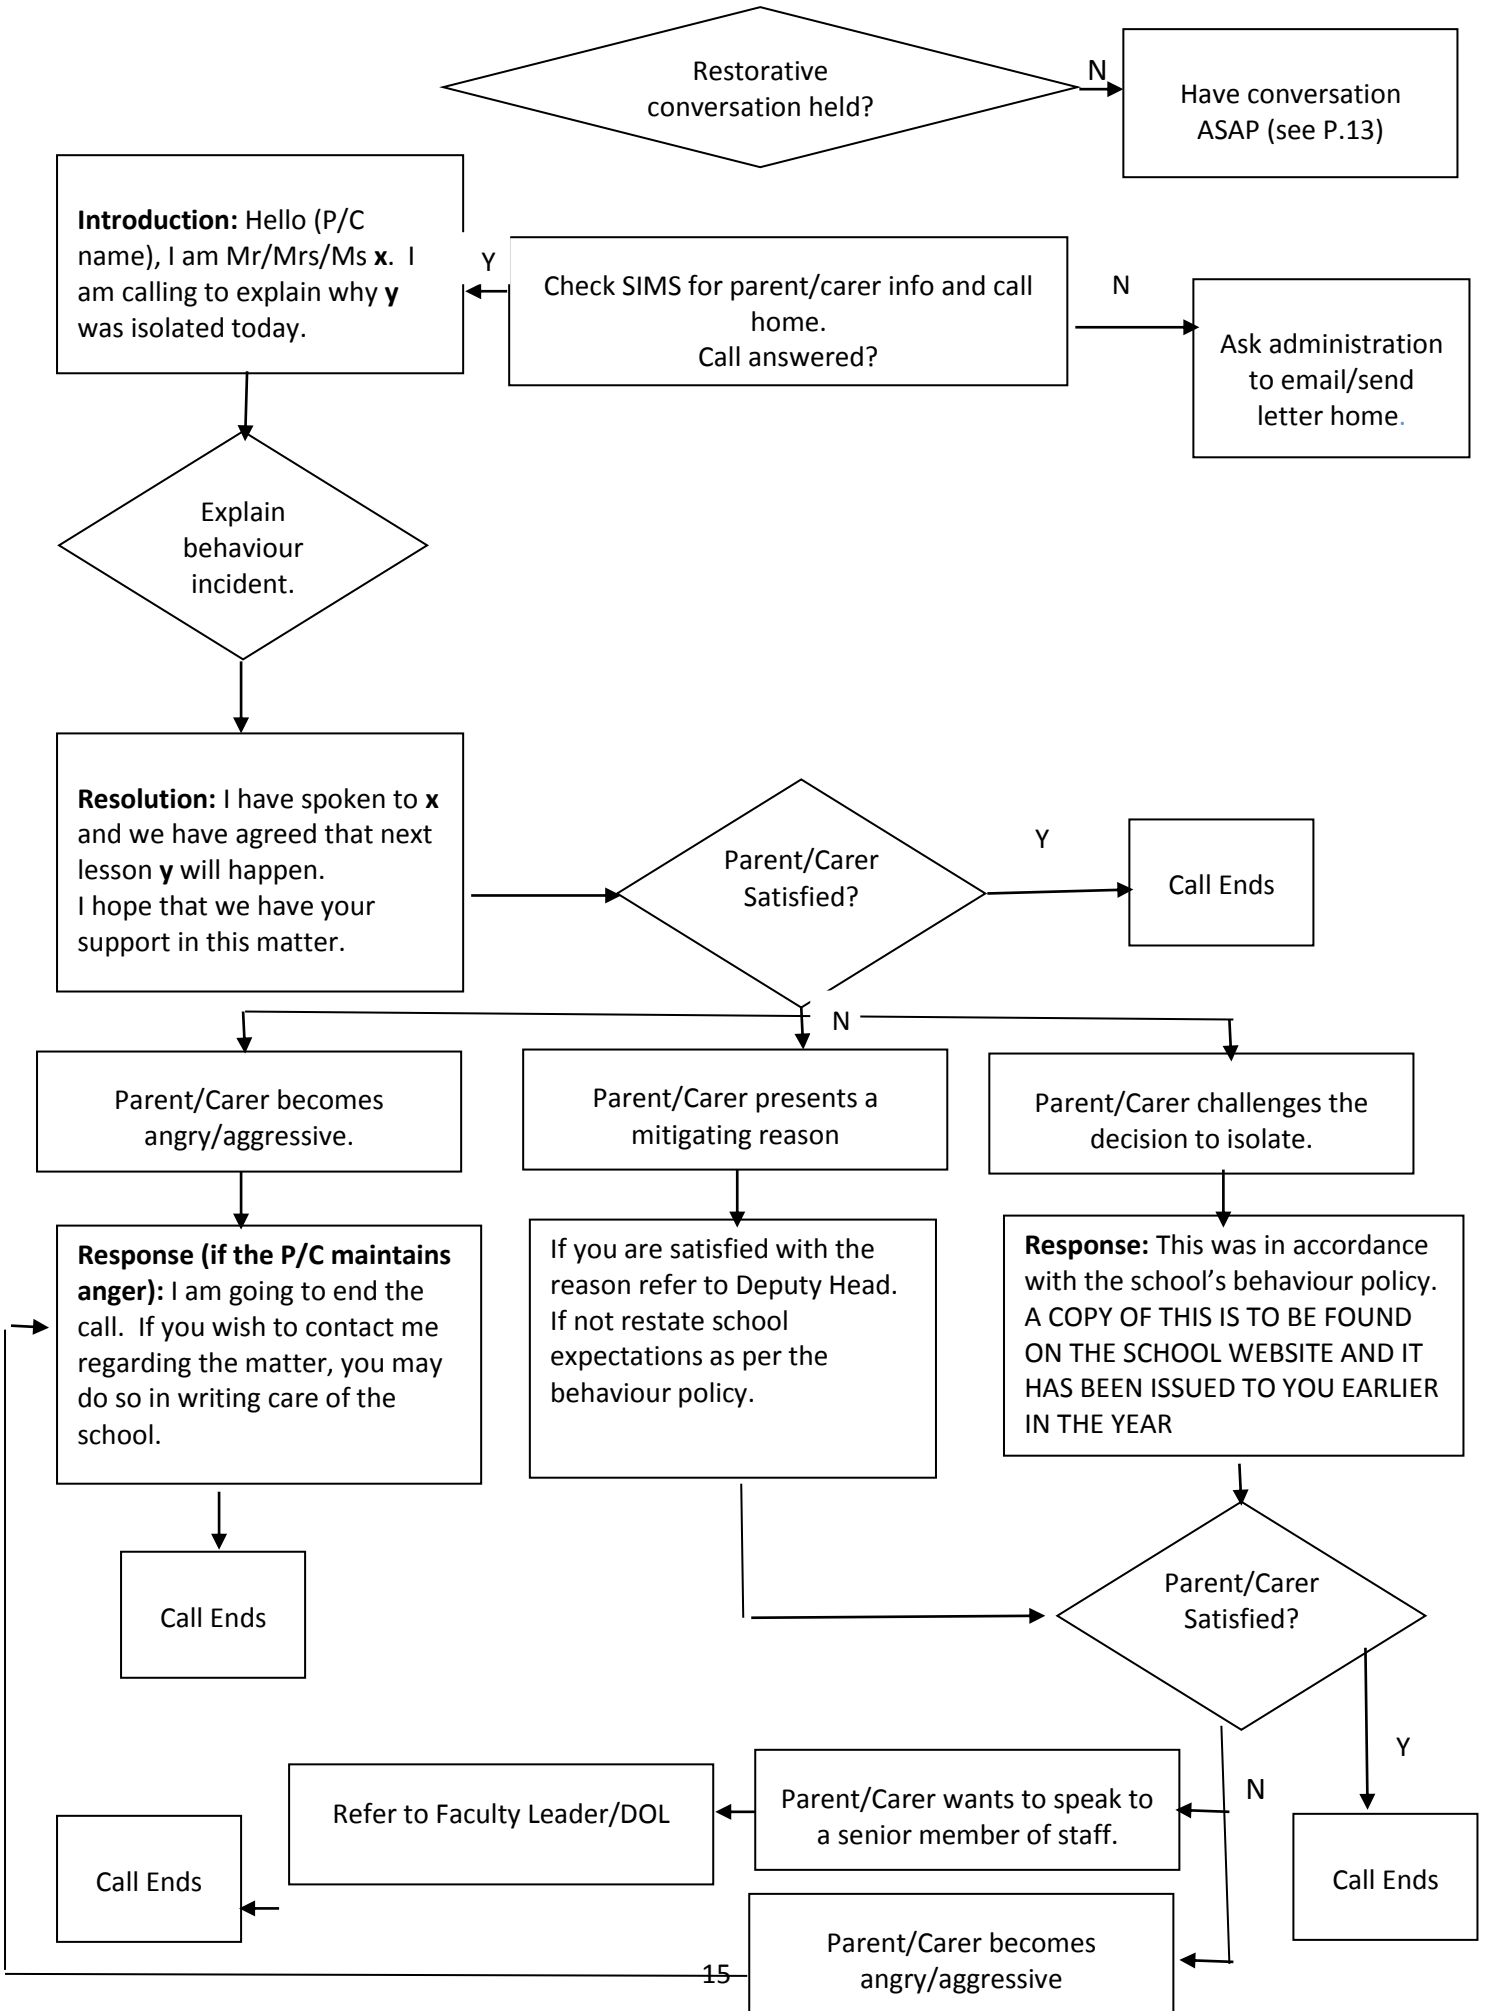 Restorative
conversation held?
N
Have conversation
ASAP (see P.13)
Introduction: Hello (P/C
name), I am Mr/Mrs/Ms x. I
am calling to explain why y
was isolated today.
Y
Check SIMS for parent/carer info and call
home.
Call answered?
N
Ask administration
to email/send
letter home.
Explain
behaviour
incident.
Resolution: I have spoken to x
and we have agreed that next
lesson y will happen.
I hope that we have your
support in this matter.
Parent/Carer
Satisfied?
Y
Call Ends
N
Parent/Carer becomes
angry/aggressive.
Parent/Carer presents a
mitigating reason
Parent/Carer challenges the
decision to isolate.
Response (if the P/C maintains
anger): I am going to end the
call. If you wish to contact me
regarding the matter, you may
do so in writing care of the
school.
If you are satisfied with the
reason refer to Deputy Head.
If not restate school
expectations as per the
behaviour policy.
Response: This was in accordance
with the school’s behaviour policy.
A COPY OF THIS IS TO BE FOUND
ON THE SCHOOL WEBSITE AND IT
HAS BEEN ISSUED TO YOU EARLIER
IN THE YEAR
Call Ends
Parent/Carer
Satisfied?
Y
N
Parent/Carer wants to speak to
a senior member of staff.
Refer to Faculty Leader/DOL
Call Ends
Call Ends
Parent/Carer becomes
angry/aggressive
15